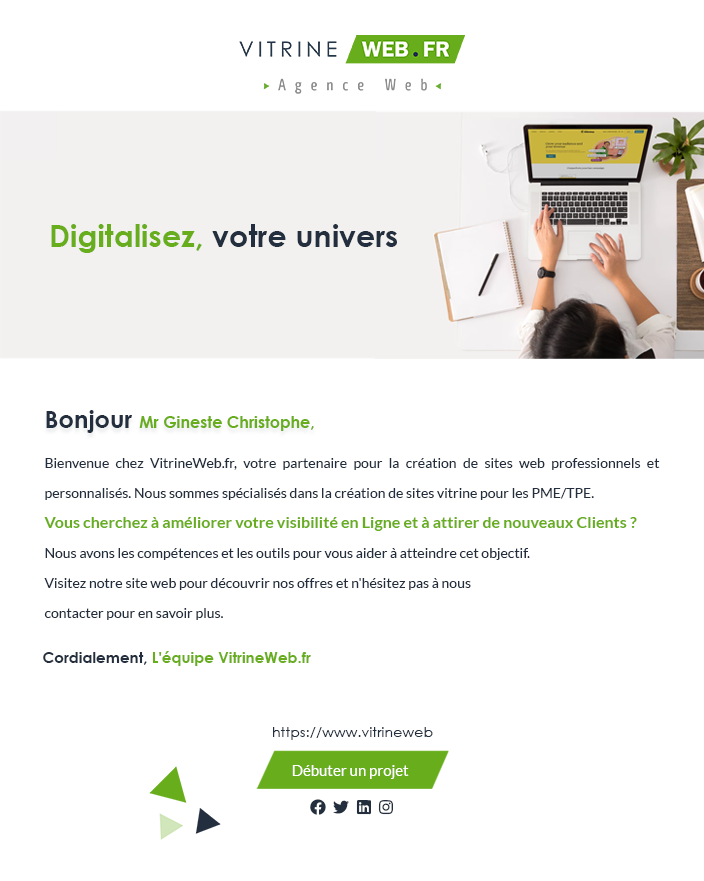 VITRINE WEB.FR
Agence Web
Digitalisez, votre univers
Bonjour Mr Gineste Christophe,
Bienvenue chez VitrineWeb.fr, votre partenaire pour la création de sites web professionnels et
personnalisés. Nous sommes spécialisés dans la création de sites vitrine pour les PME/TPE.
Vous cherchez à améliorer votre visibilité en Ligne et à attirer de nouveaux Clients ?
Nous avons les compétences et les outils pour vous aider à atteindre cet objectif.
Visitez notre site web pour découvrir nos offres et n'hésitez pas à nous
contacter pour en savoir plus.
Cordialement, L'équipe VitrineWeb.fr
https://www.vitrineweb
Débuter un projet